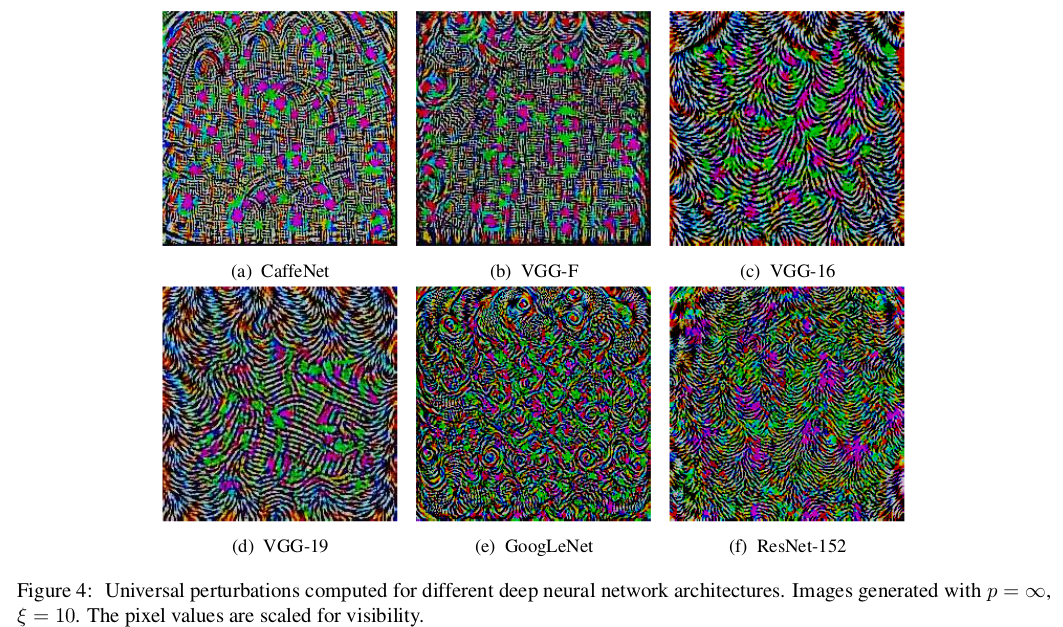 (a) CaffeNet
(b) VGG-F
(c) VGG-16
(d) VGG-19
(e) GoogLeNet
(f) ResNet-152
Figure 4: Universal perturbations computed for different deep neural network architectures. Images generated with p = ∞,
ξ = 10. The pixel values are scaled for visibility.